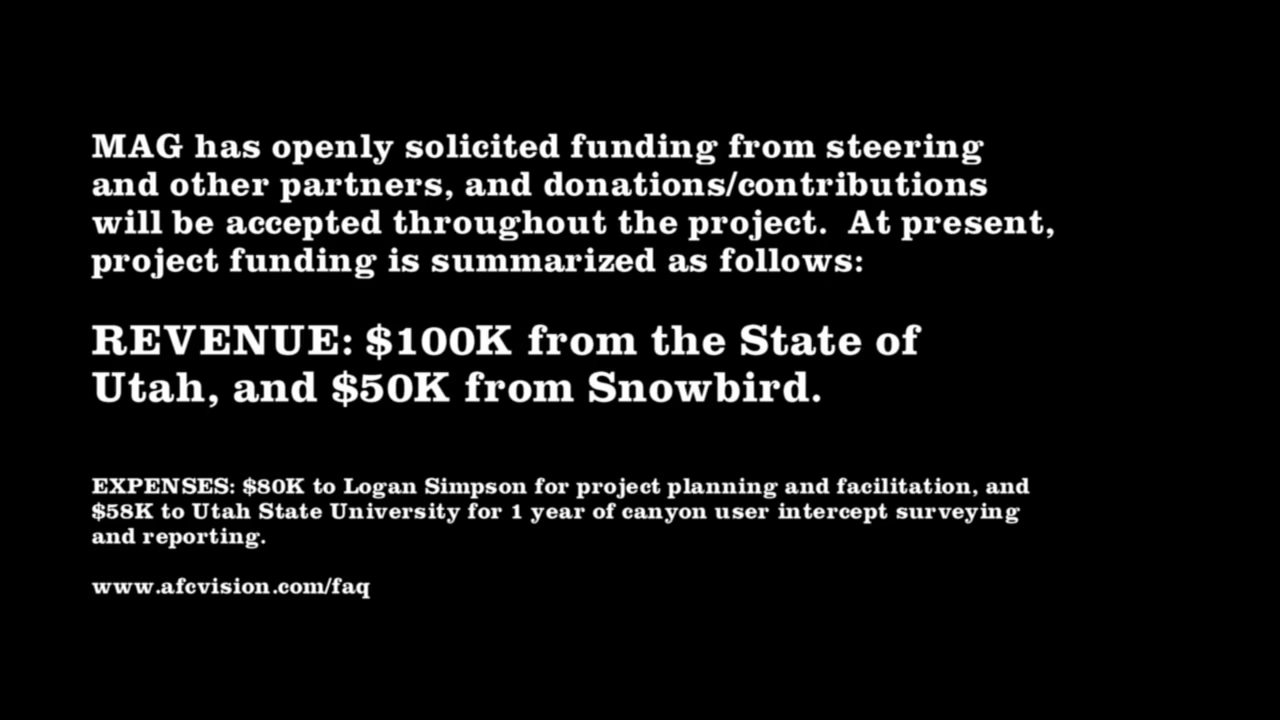 MAG has openly solicited funding from steering
and other partners, and donations/contributions
will be accepted throughout the project.  At present,
project funding is summarized as follows:
REVENUE: $100K from the State of
Utah, and $50K from Snowbird.
EXPENSES: $80K to Logan Simpson for project planning and facilitation, and
$58K to Utah State University for 1 year of canyon user intercept surveying
and reporting.
www.afcvision.com/faq